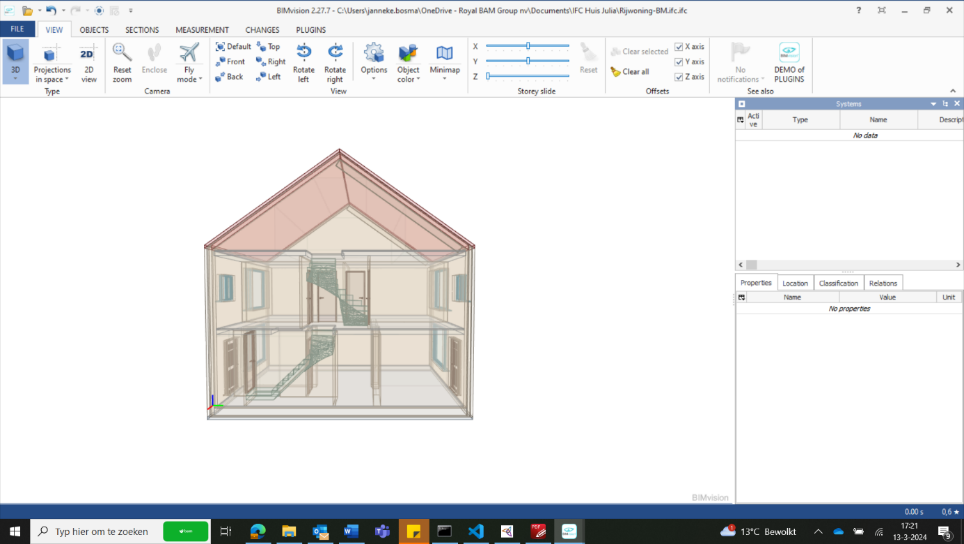 BIMvision 2.27.7 - C:\Users\janneke.bosma\OneDrive - Royal BAM Group nv\Documents\IFC Huis Julia\Rijwoning-BM.ifc.ifc
FILE VIEW OBJECTS SECTIONS MEASUREMENT CHANGES PLUGINS
3D
Projections in space
2D
2D view
Type
Reset zoom
Enclose
Fly mode
Camera
Default Top
Front Right
Back Left
Rotate left
Rotate right
Options
Object color
Minimap
View
X
Y
Z
Reset
Storey slide
Clear selected
Clear all
X axis
Y axis
Z axis
Offsets
No notifications
DEMO of PLUGINS
See also
Systems
Acti
ve
Type Name Descript
No data
Properties Location Classification Relations
Name Value Unit
No properties
BIMvision
0.00 s 0,6
Typ hier om te zoeken
13°C Bewolkt
17:21
13-3-2024
9